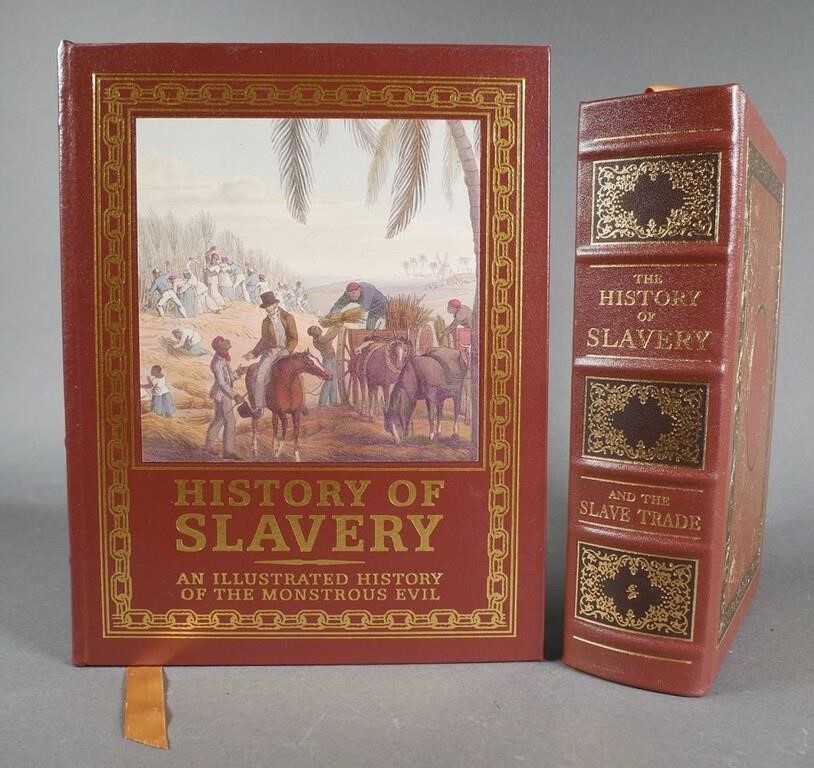 HISTORY OF
SLAVERY
AN ILLUSTRATED HISTORY
OF THE MONSTROUS EVIL
THE
HISTORY
OF
SLAVERY
AND THE
SLAVE TRADE